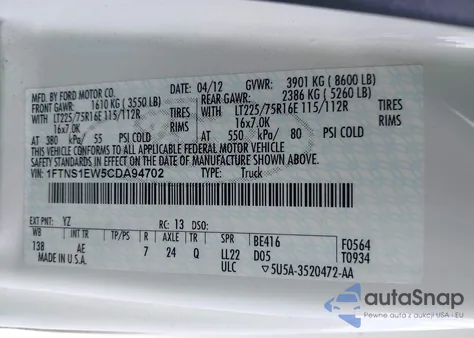 MFD. BY FORD MOTOR CO. 04/12 GVWR: 3901 KG (8600 LB)
FRONT GAWR: 1610 KG (3550 LB) REAR GAWR: 2386 KG (5260 LB)
WITH LT225/75R16E 115/112R TIRES WITH LT225/75R16E 115/112R TIRES
16x7.0K RIMS 16x7.0K RIMS
AT 380 kPa/ 55 PSI COLD AT 550 kPa/ 80 PSI COLD
THIS VEHICLE CONFORMS TO ALL APPLICABLE FEDERAL MOTOR VEHICLE
SAFETY STANDARDS IN EFFECT ON THE DATE OF MANUFACTURE SHOWN ABOVE.
VIN: 1FTNS1EW5CDA94702 TYPE: Truck
EXT PNT: YZ RC: 13 DSO:
WB INT TR TP/PS R AXLE TR SPR BE416 F0564
138 AE 7 24 Q LL22 D05 T0934
MADE IN U.S.A. ULC 5U5A-3520472-AA
autoSnap
Auction price tracker of USA & EU